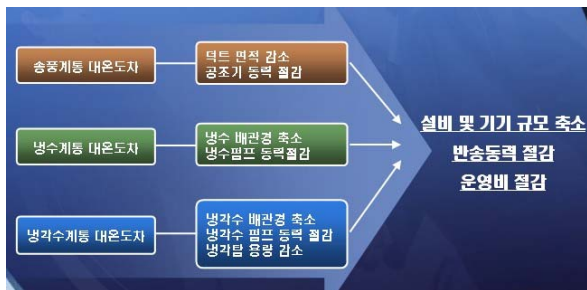 송풍계통 대온도차
덕트 면적 감소
공조기 동력 절감
냉수계통 대온도차
냉수 배관경 축소
냉수펌프 동력절감
냉각수계통 대온도차
냉각수 배관경 축소
냉각수 펌프 동력 절감
냉각탑 용량 감소
설비 및 기기 규모 축소
반송동력 절감
운영비 절감